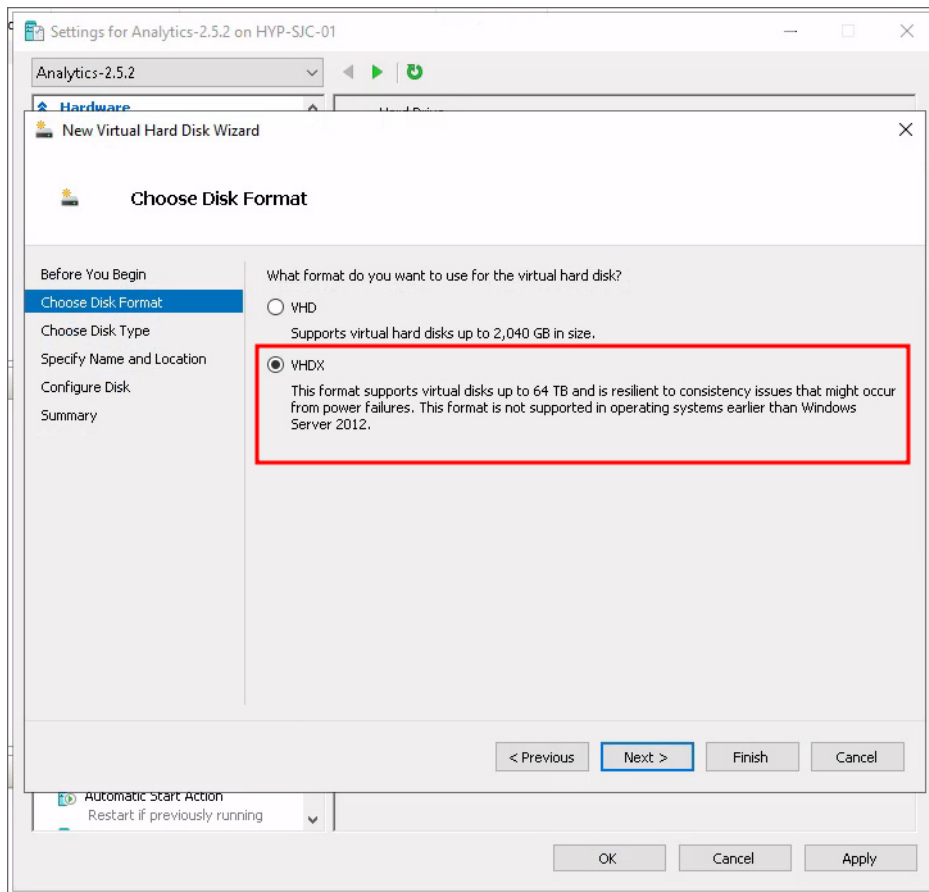 Settings for Analytics-2.5.2 on HYP-SJC-01
Analytics-2.5.2
Hardware
Hard Drive
New Virtual Hard Disk Wizard
Choose Disk Format
Before You Begin
Choose Disk Format
Choose Disk Type
Specify Name and Location
Configure Disk
Summary
What format do you want to use for the virtual hard disk?
VHD
Supports virtual hard disks up to 2,040 GB in size.
VHDX
This format supports virtual disks up to 64 TB and is resilient to consistency issues that might occur
from power failures. This format is not supported in operating systems earlier than Windows
Server 2012.
< Previous
Next >
Finish
Cancel
Automatic Start Action
Restart if previously running
OK
Cancel
Apply